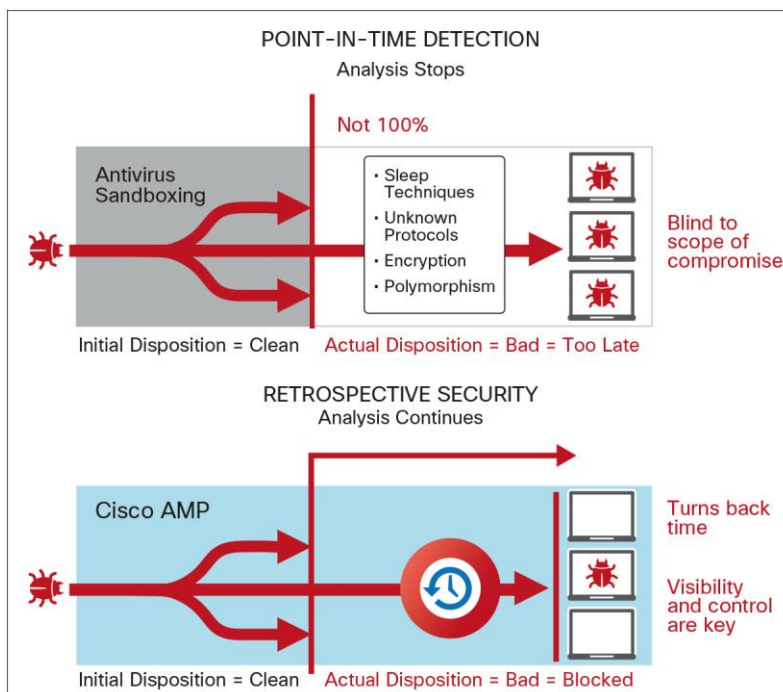 POINT-IN-TIME DETECTION
Analysis Stops
Not 100%
Antivirus
Sandboxing
· Sleep
Techniques
· Unknown
Protocols
· Encryption
· Polymorphism
Blind to
scope of
compromise
Initial Disposition = Clean
Actual Disposition = Bad = Too Late
RETROSPECTIVE SECURITY
Analysis Continues
Cisco AMP
Turns back
time
Visibility
and control
are key
Initial Disposition = Clean
Actual Disposition = Bad = Blocked